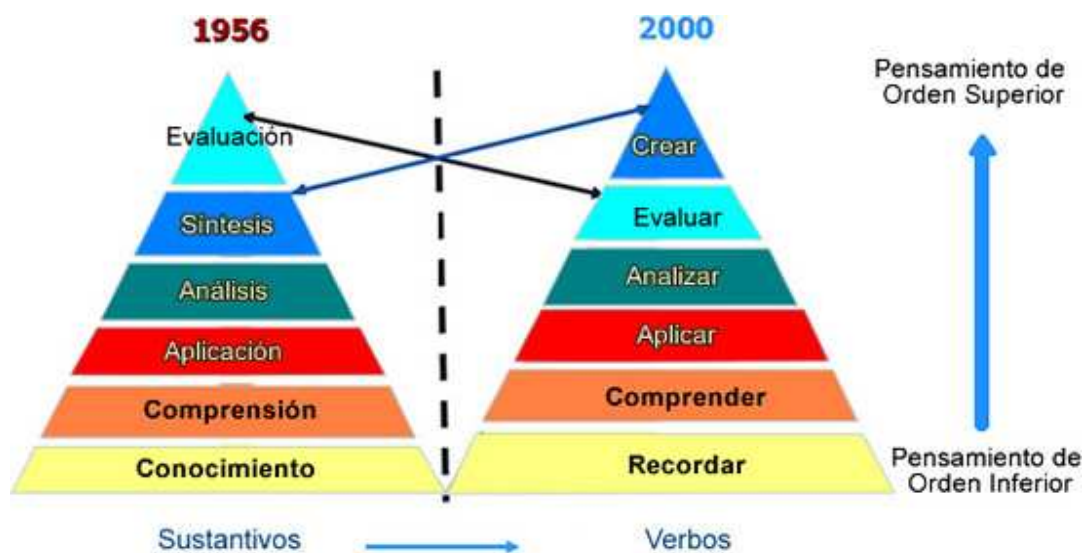 1956
2000
Pensamiento de
Orden Superior
Evaluación
Crear
Síntesis
Evaluar
Análisis
Analizar
Aplicación
Aplicar
Comprensión
Comprender
Conocimiento
Recordar
Pensamiento de
Orden Inferior
Sustantivos
Verbos